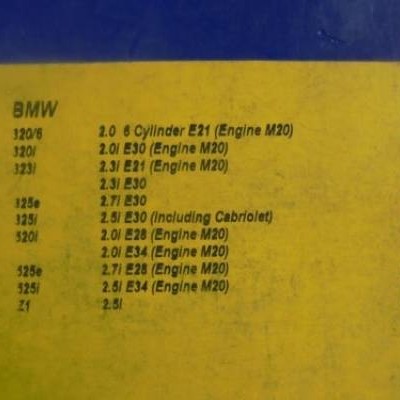 BMW
320/6 2.0 6 Cylinder E21 (Engine M20)
320i 2.0i E30 (Engine M20)
323i 2.3i E21 (Engine M20)
2.3i E30
325e 2.7i E30
325i 2.5i E30 (including Cabriolet)
520i 2.0i E28 (Engine M20)
2.0i E34 (Engine M20)
525e 2.7i E28 (Engine M20)
525i 2.5i E34 (Engine M20)
Z1 2.5i